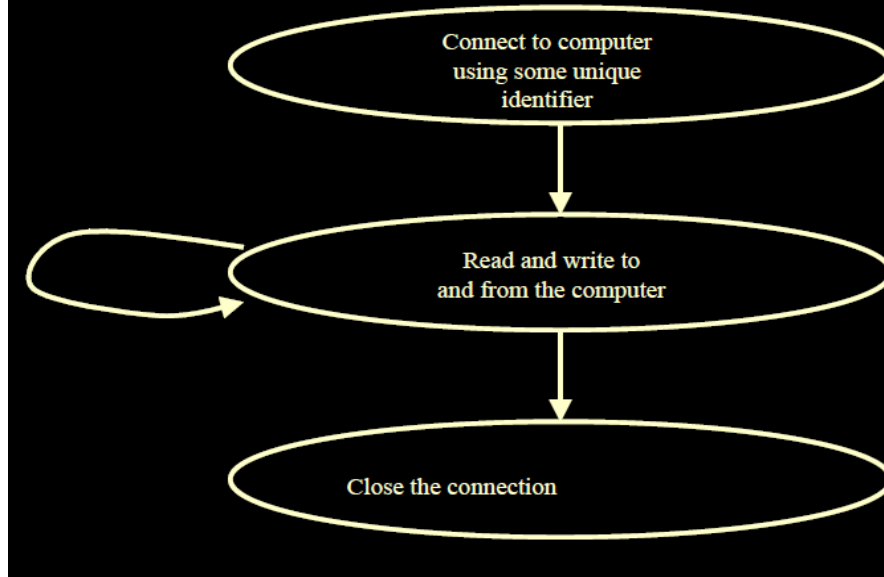 Connect to computer
using some unique
identifier
Read and write to
and from the computer
Close the connection